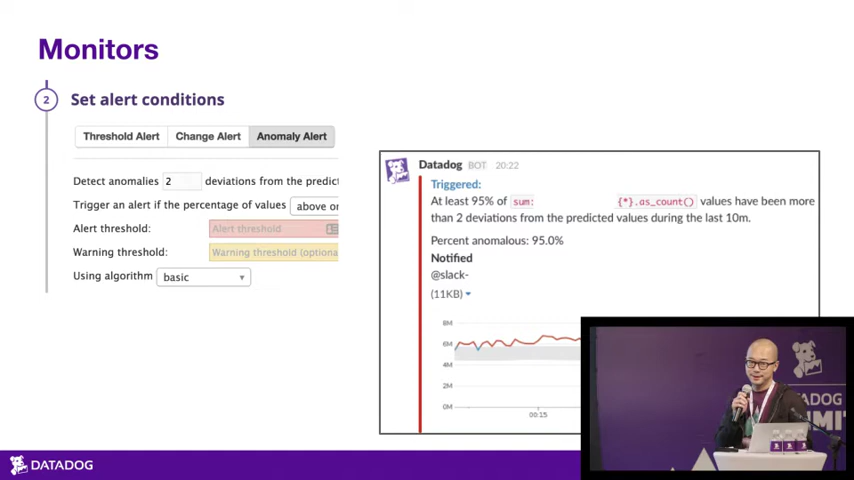 Monitors
2
Set alert conditions
Threshold Alert
Change Alert
Anomaly Alert
Detect anomalies 2 deviations from the predict
Trigger an alert if the percentage of values above or
Alert threshold: Alert threshold
Warning threshold: Warning threshold (optiona
Using algorithm basic
Datadog BOT 20:22
Triggered:
At least 95% of sum: {*}.as_count() values have been more
than 2 deviations from the predicted values during the last 10m.
Percent anomalous: 95.0%
Notified
@slack-
(11KB)
8M
6M
4M
2M
0M
00:15
DATADOG